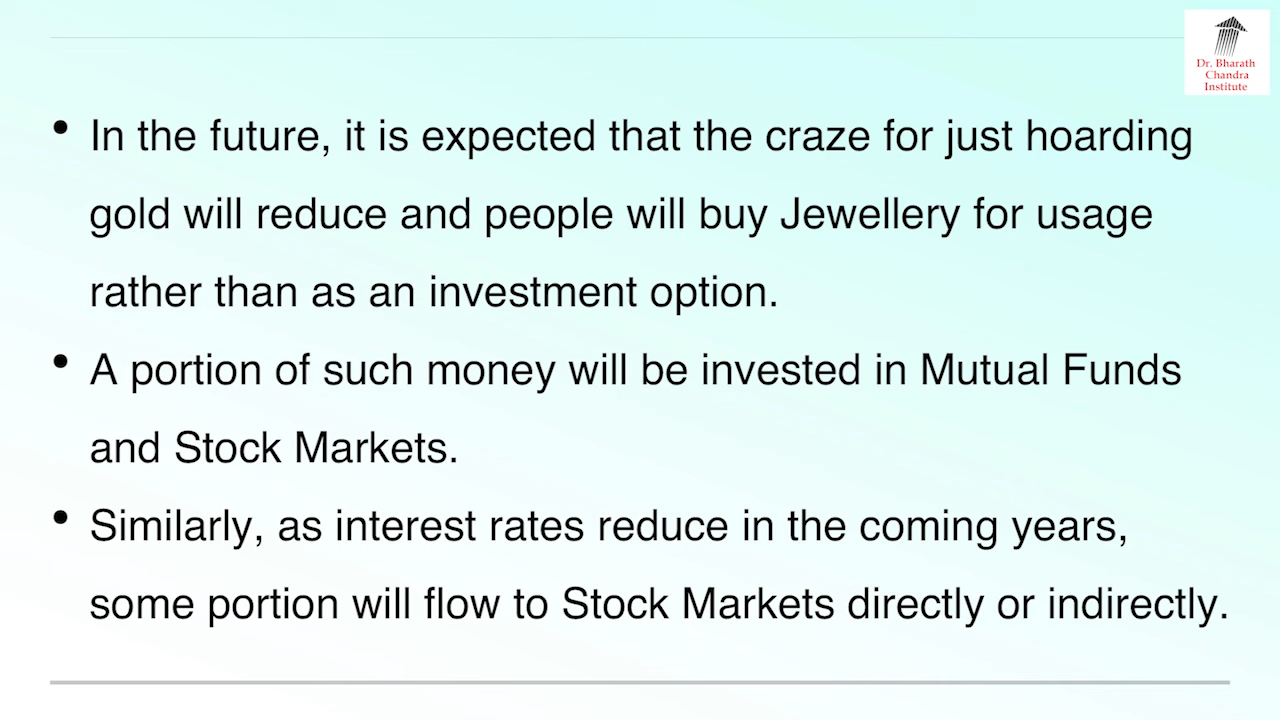 Dr. Bharath
Chandra
Institute
• In the future, it is expected that the craze for just hoarding
gold will reduce and people will buy Jewellery for usage
rather than as an investment option.
• A portion of such money will be invested in Mutual Funds
and Stock Markets.
• Similarly, as interest rates reduce in the coming years,
some portion will flow to Stock Markets directly or indirectly.